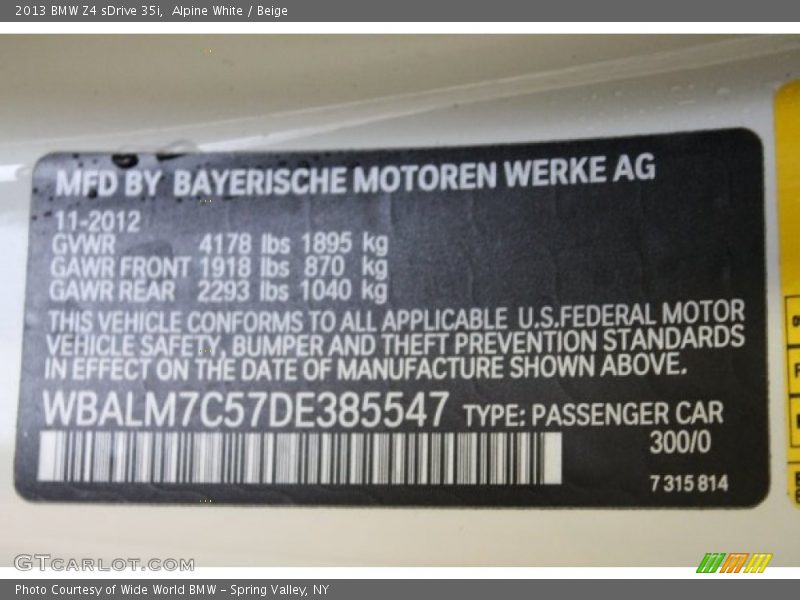 2013 BMW Z4 sDrive 35i, Alpine White / Beige
MFD BY BAYERISCHE MOTOREN WERKE AG
11-2012
GVWR 4178 lbs 1895 kg
GAWR FRONT 1918 lbs 870 kg
GAWR REAR 2293 lbs 1040 kg
THIS VEHICLE CONFORMS TO ALL APPLICABLE U.S.FEDERAL MOTOR
VEHICLE SAFETY, BUMPER AND THEFT PREVENTION STANDARDS
IN EFFECT ON THE DATE OF MANUFACTURE SHOWN ABOVE.
WBALM7C57DE385547 TYPE: PASSENGER CAR
300/0
7 315 814
GTCARLOT.COM
Photo Courtesy of Wide World BMW - Spring Valley, NY